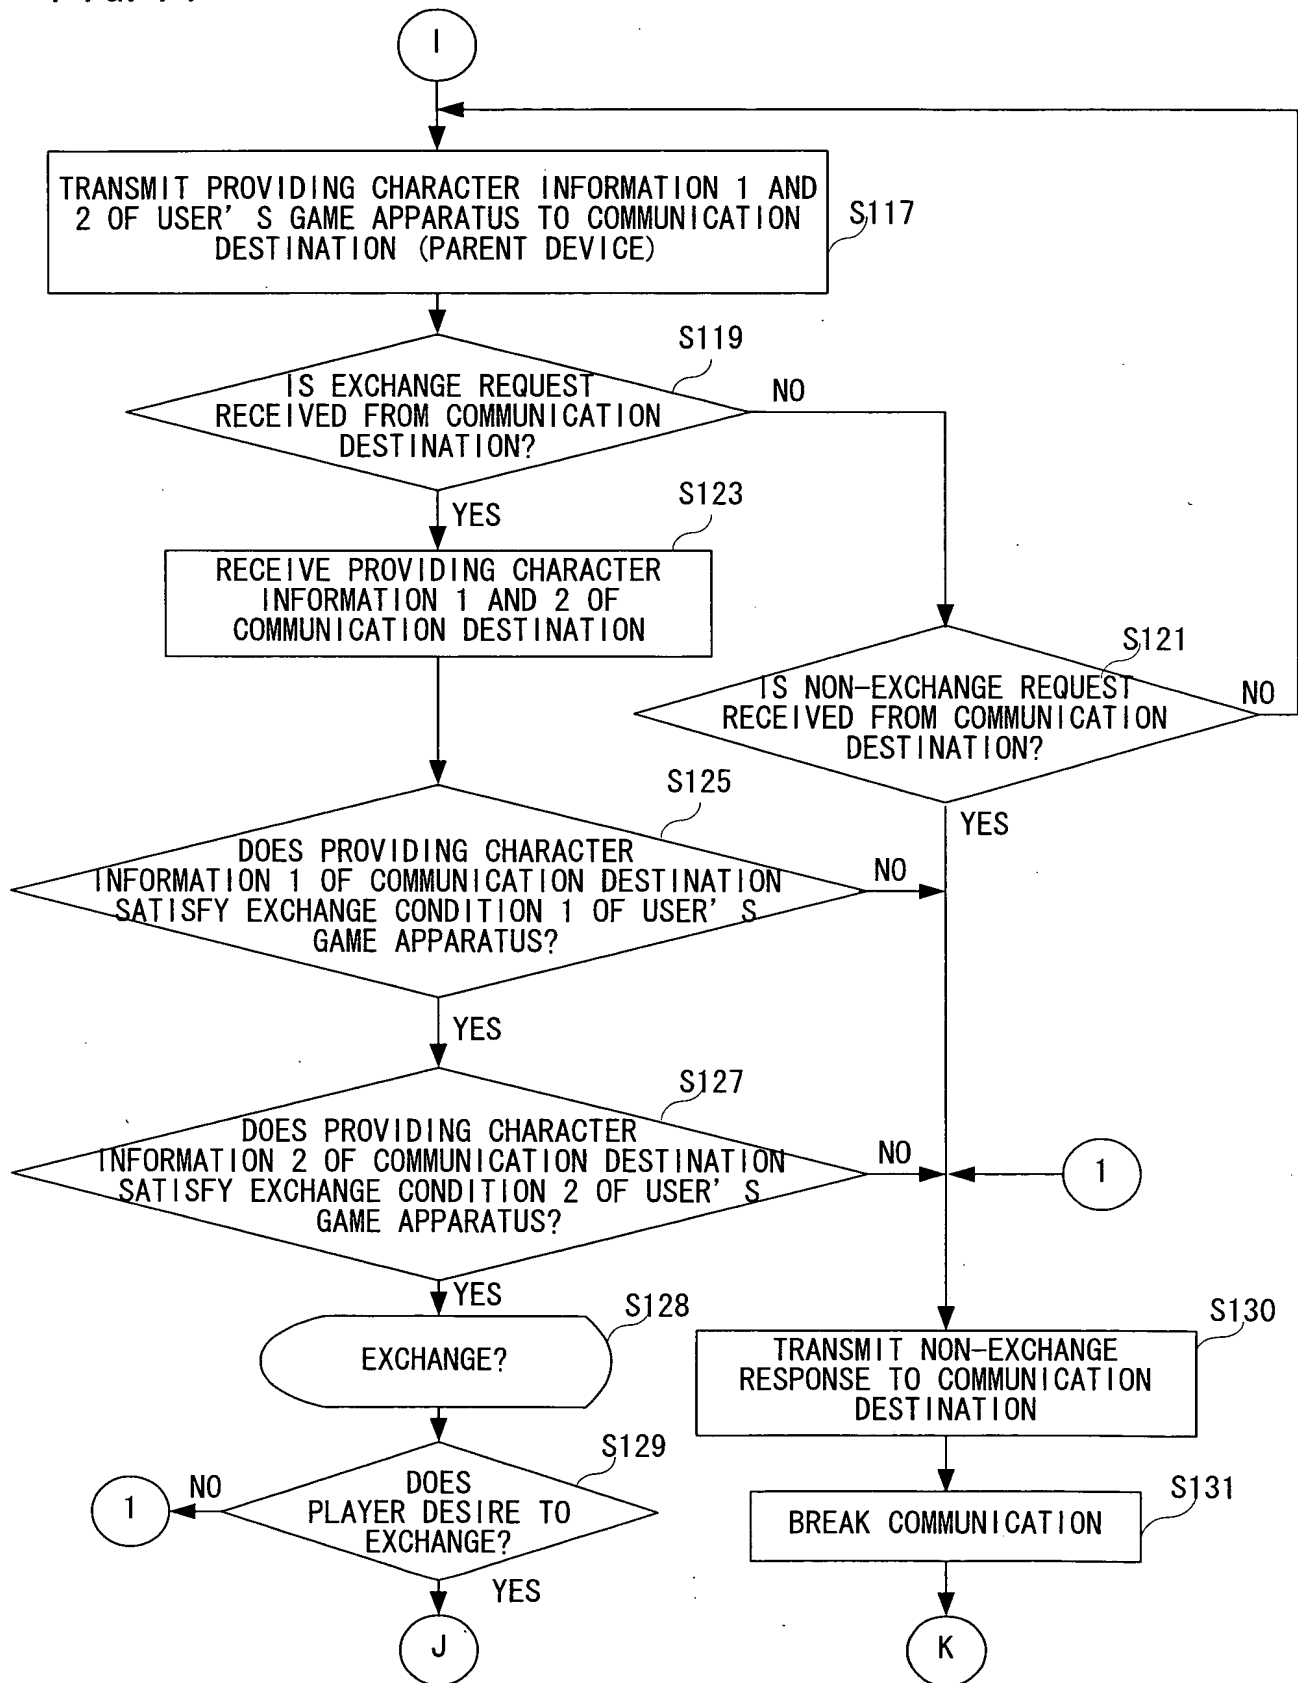 I
TRANSMIT PROVIDING CHARACTER INFORMATION 1 AND
2 OF USER'S GAME APPARATUS TO COMMUNICATION
DESTINATION (PARENT DEVICE)
S117
S119
IS EXCHANGE REQUEST
RECEIVED FROM COMMUNICATION
DESTINATION?
NO
YES
S123
RECEIVE PROVIDING CHARACTER
INFORMATION 1 AND 2 OF
COMMUNICATION DESTINATION
S121
IS NON-EXCHANGE REQUEST
RECEIVED FROM COMMUNICATION
DESTINATION?
NO
YES
S125
DOES PROVIDING CHARACTER
INFORMATION 1 OF COMMUNICATION DESTINATION
SATISFY EXCHANGE CONDITION 1 OF USER'S
GAME APPARATUS?
NO
YES
S127
DOES PROVIDING CHARACTER
INFORMATION 2 OF COMMUNICATION DESTINATION
SATISFY EXCHANGE CONDITION 2 OF USER'S
GAME APPARATUS?
NO
1
YES
S128
EXCHANGE?
S130
TRANSMIT NON-EXCHANGE
RESPONSE TO COMMUNICATION
DESTINATION
S129
DOES
PLAYER DESIRE TO
EXCHANGE?
NO
1
YES
S131
BREAK COMMUNICATION
J
K